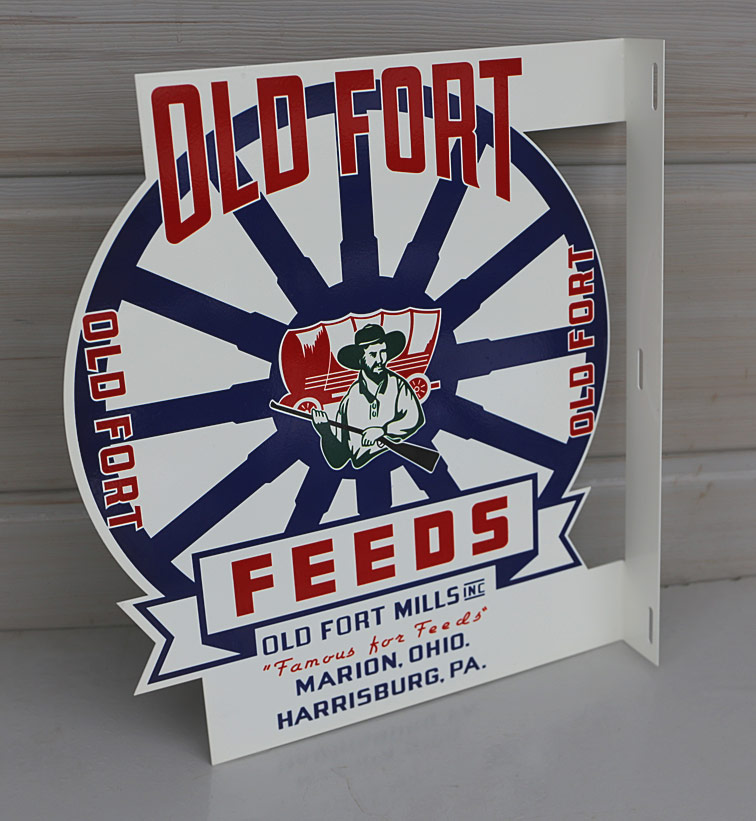 OLD FORT
OLD FORT
OLD FORT
FEEDS
OLD FORT MILLS INC
"Famous for Feeds"
MARION, OHIO.
HARRISBURG, PA.